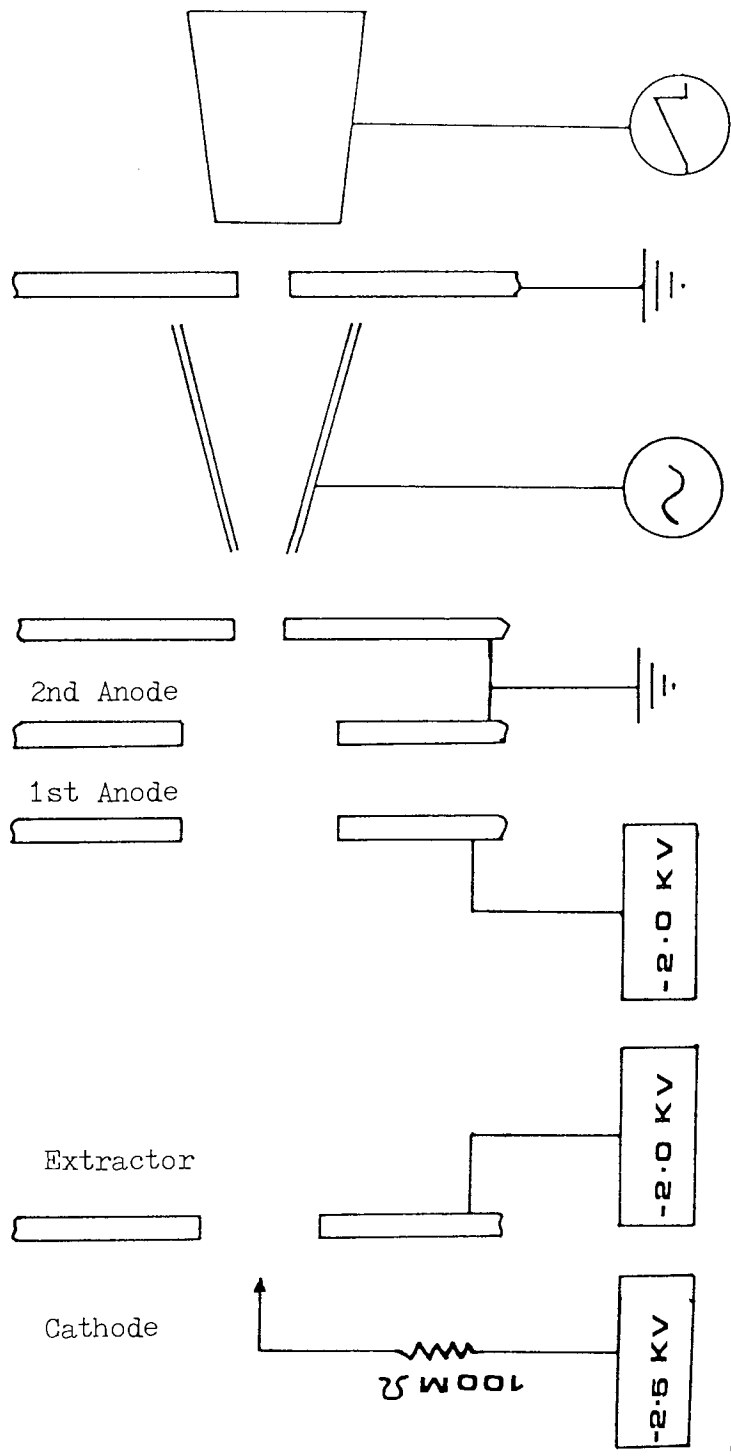 2nd Anode
1st Anode
-2.0 KV
Extractor
-2.0 KV
Cathode
100MΩ
-2.5 KV